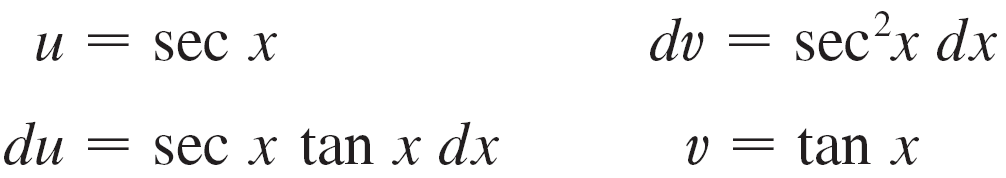 u = sec x dv = sec²x dx
du = sec x tan x dx v = tan x